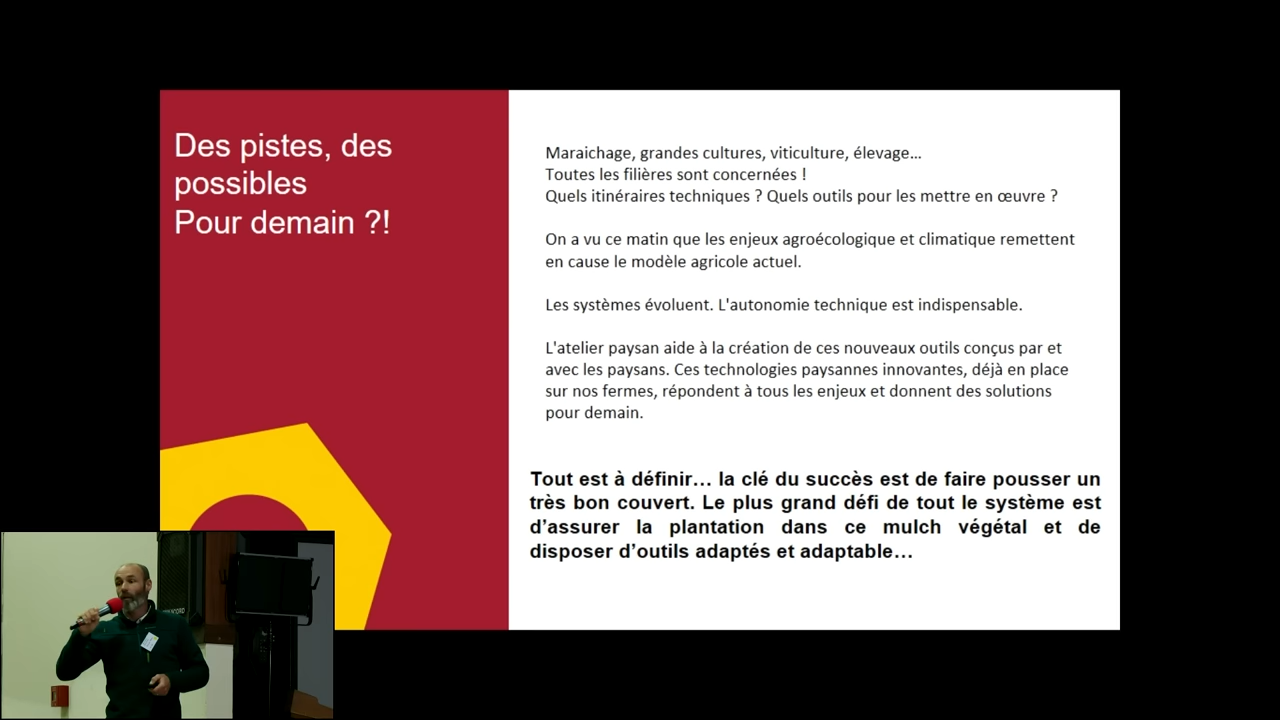 Des pistes, des
possibles
Pour demain ?!
Maraichage, grandes cultures, viticulture, élevage...
Toutes les filières sont concernées !
Quels itinéraires techniques ? Quels outils pour les mettre en œuvre ?
On a vu ce matin que les enjeux agroécologique et climatique remettent
en cause le modèle agricole actuel.
Les systèmes évoluent. L'autonomie technique est indispensable.
L'atelier paysan aide à la création de ces nouveaux outils conçus par et
avec les paysans. Ces technologies paysannes innovantes, déjà en place
sur nos fermes, répondent à tous les enjeux et donnent des solutions
pour demain.
Tout est à définir… la clé du succès est de faire pousser un
très bon couvert. Le plus grand défi de tout le système est
d’assurer la plantation dans ce mulch végétal et de
disposer d’outils adaptés et adaptable…